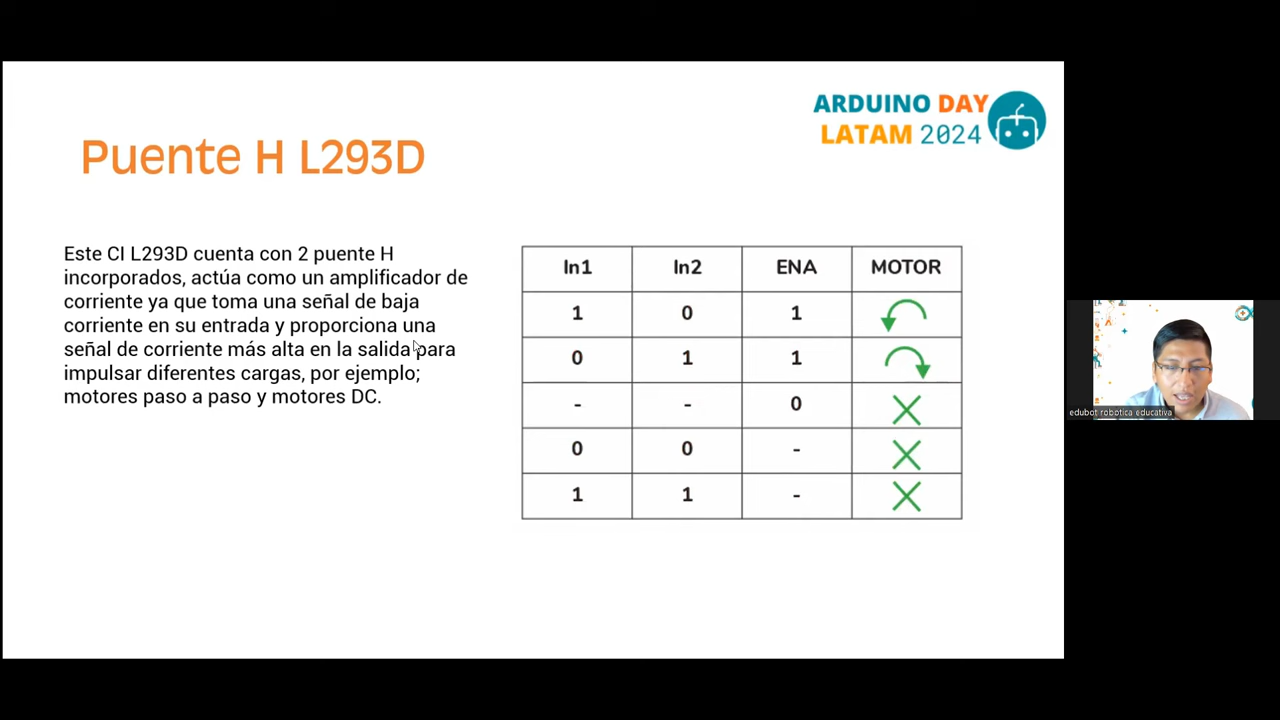 ARDUINO DAY
LATAM 2024
Puente H L293D
Este CI L293D cuenta con 2 puente H
incorporados, actúa como un amplificador de
corriente ya que toma una señal de baja
corriente en su entrada y proporciona una
señal de corriente más alta en la salida para
impulsar diferentes cargas, por ejemplo;
motores paso a paso y motores DC.
In1 In2 ENA MOTOR
1 0 1
0 1 1
- - 0
0 0 -
1 1 -
edubot robótica educativa